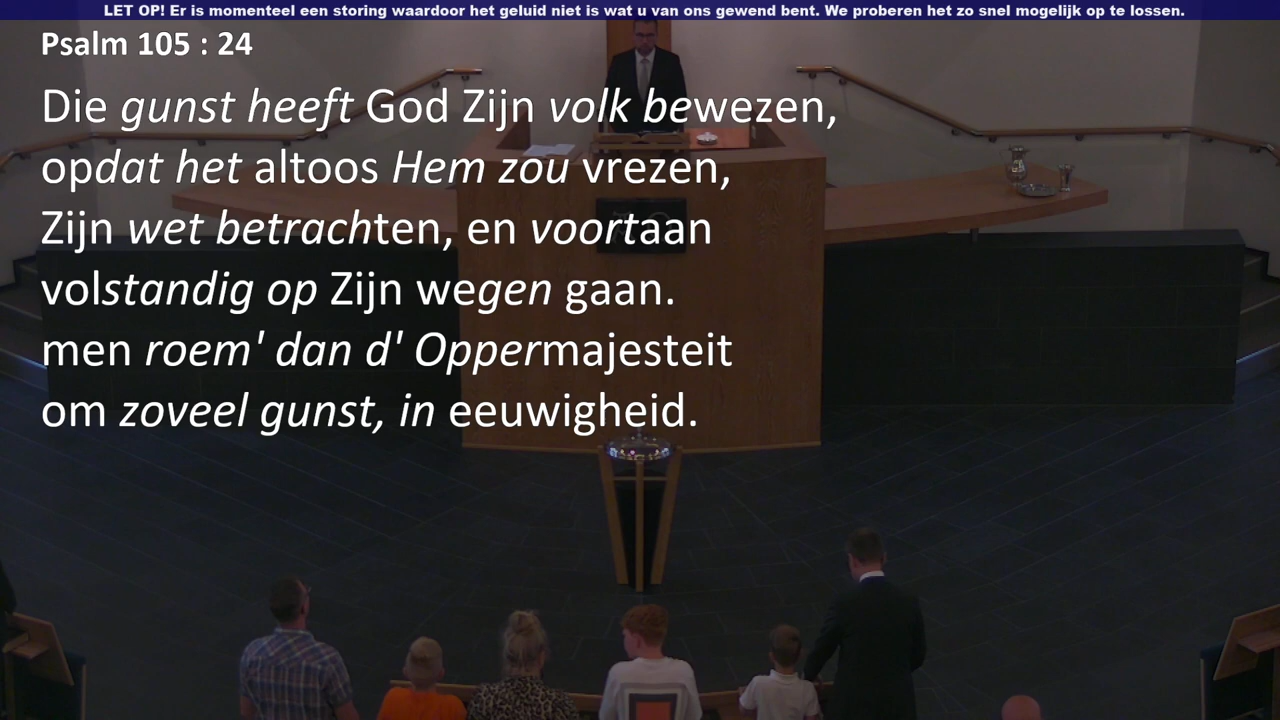 LET OP! Er is momenteel een storing waardoor het geluid niet is wat u van ons gewend bent. We proberen het zo snel mogelijk op te lossen.
Psalm 105 : 24
Die gunst heeft God Zijn volk bewezen,
opdat het altoos Hem zou vrezen,
Zijn wet betrachten, en voortaan
volstandig op Zijn wegen gaan.
men roem' dan d' Oppermajesteit
om zoveel gunst, in eeuwigheid.